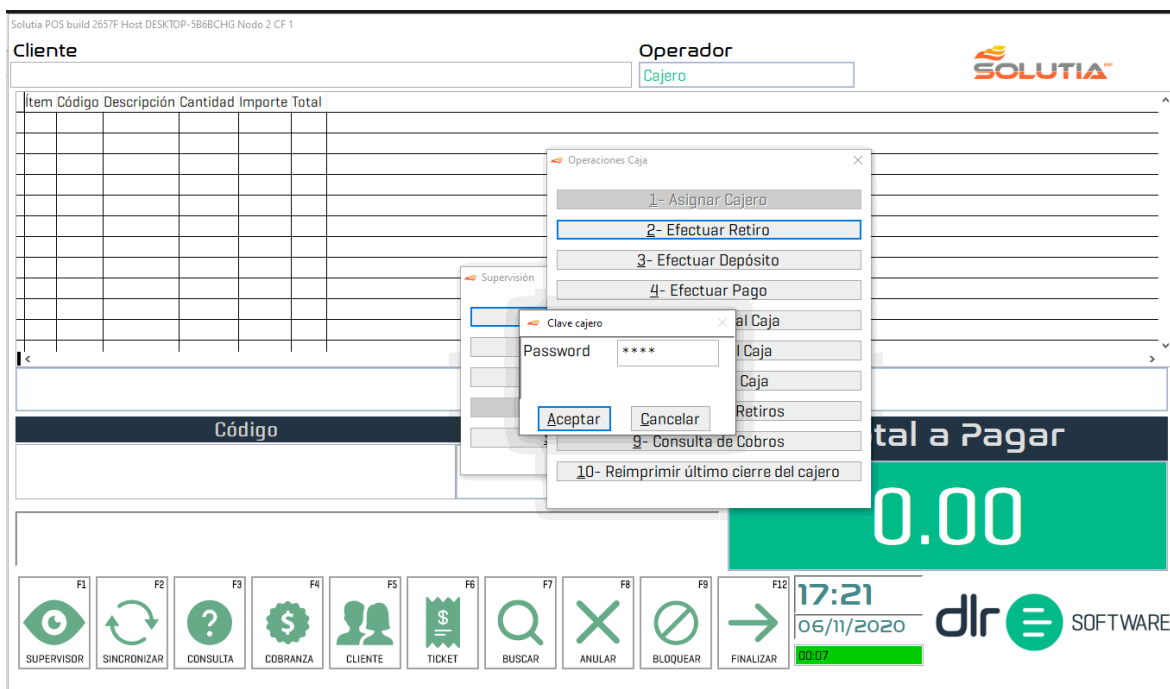 Solutia POS build 2657F Host DESKTOP-5B6BCHG Nodo 2 CF 1
Cliente
Operador
Cajero
SOLUTIA
Ítem Código Descripción Cantidad Importe Total
Operaciones Caja
1- Asignar Cajero
2- Efectuar Retiro
3- Efectuar Depósito
4- Efectuar Pago
al Caja
l Caja
Caja
Retiros
9- Consulta de Cobros
10- Reimprimir último cierre del cajero
Supervisión
Clave cajero
Password ****
Aceptar Cancelar
Código
tal a Pagar
0.00
F1 F2 F3 F4 F5 F6 F7 F8 F9 F12
SUPERVISOR SINCRONIZAR CONSULTA COBRANZA CLIENTE TICKET BUSCAR ANULAR BLOQUEAR FINALIZAR
17:21
06/11/2020
00:07
dlr SOFTWARE